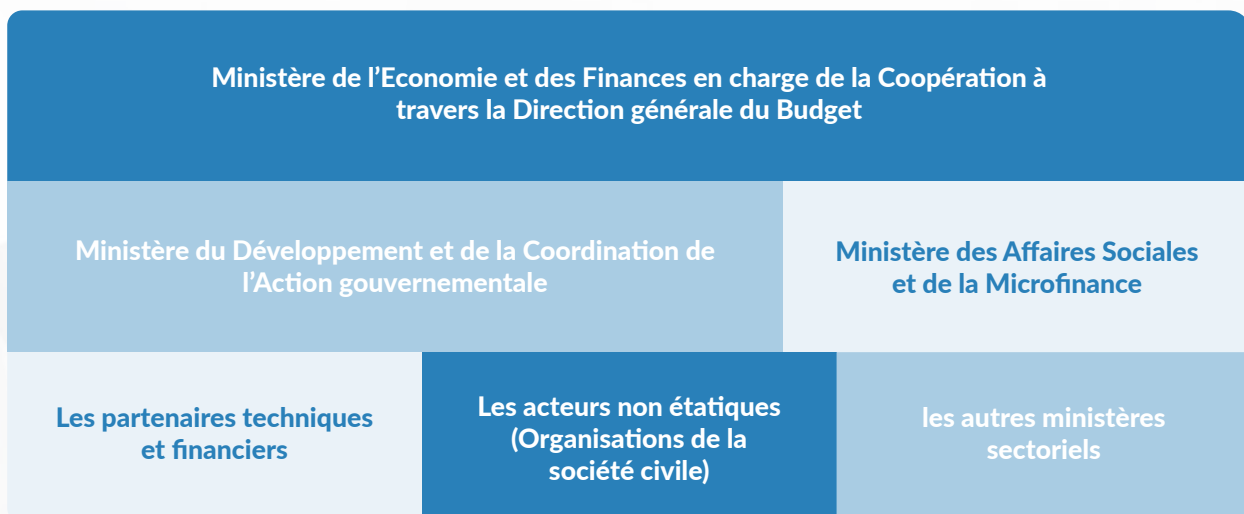 Ministère de l’Economie et des Finances en charge de la Coopération à
travers la Direction générale du Budget
Ministère du Développement et de la Coordination de
l’Action gouvernementale
Ministère des Affaires Sociales
et de la Microfinance
Les partenaires techniques
et financiers
Les acteurs non étatiques
(Organisations de la
société civile)
les autres ministères
sectoriels